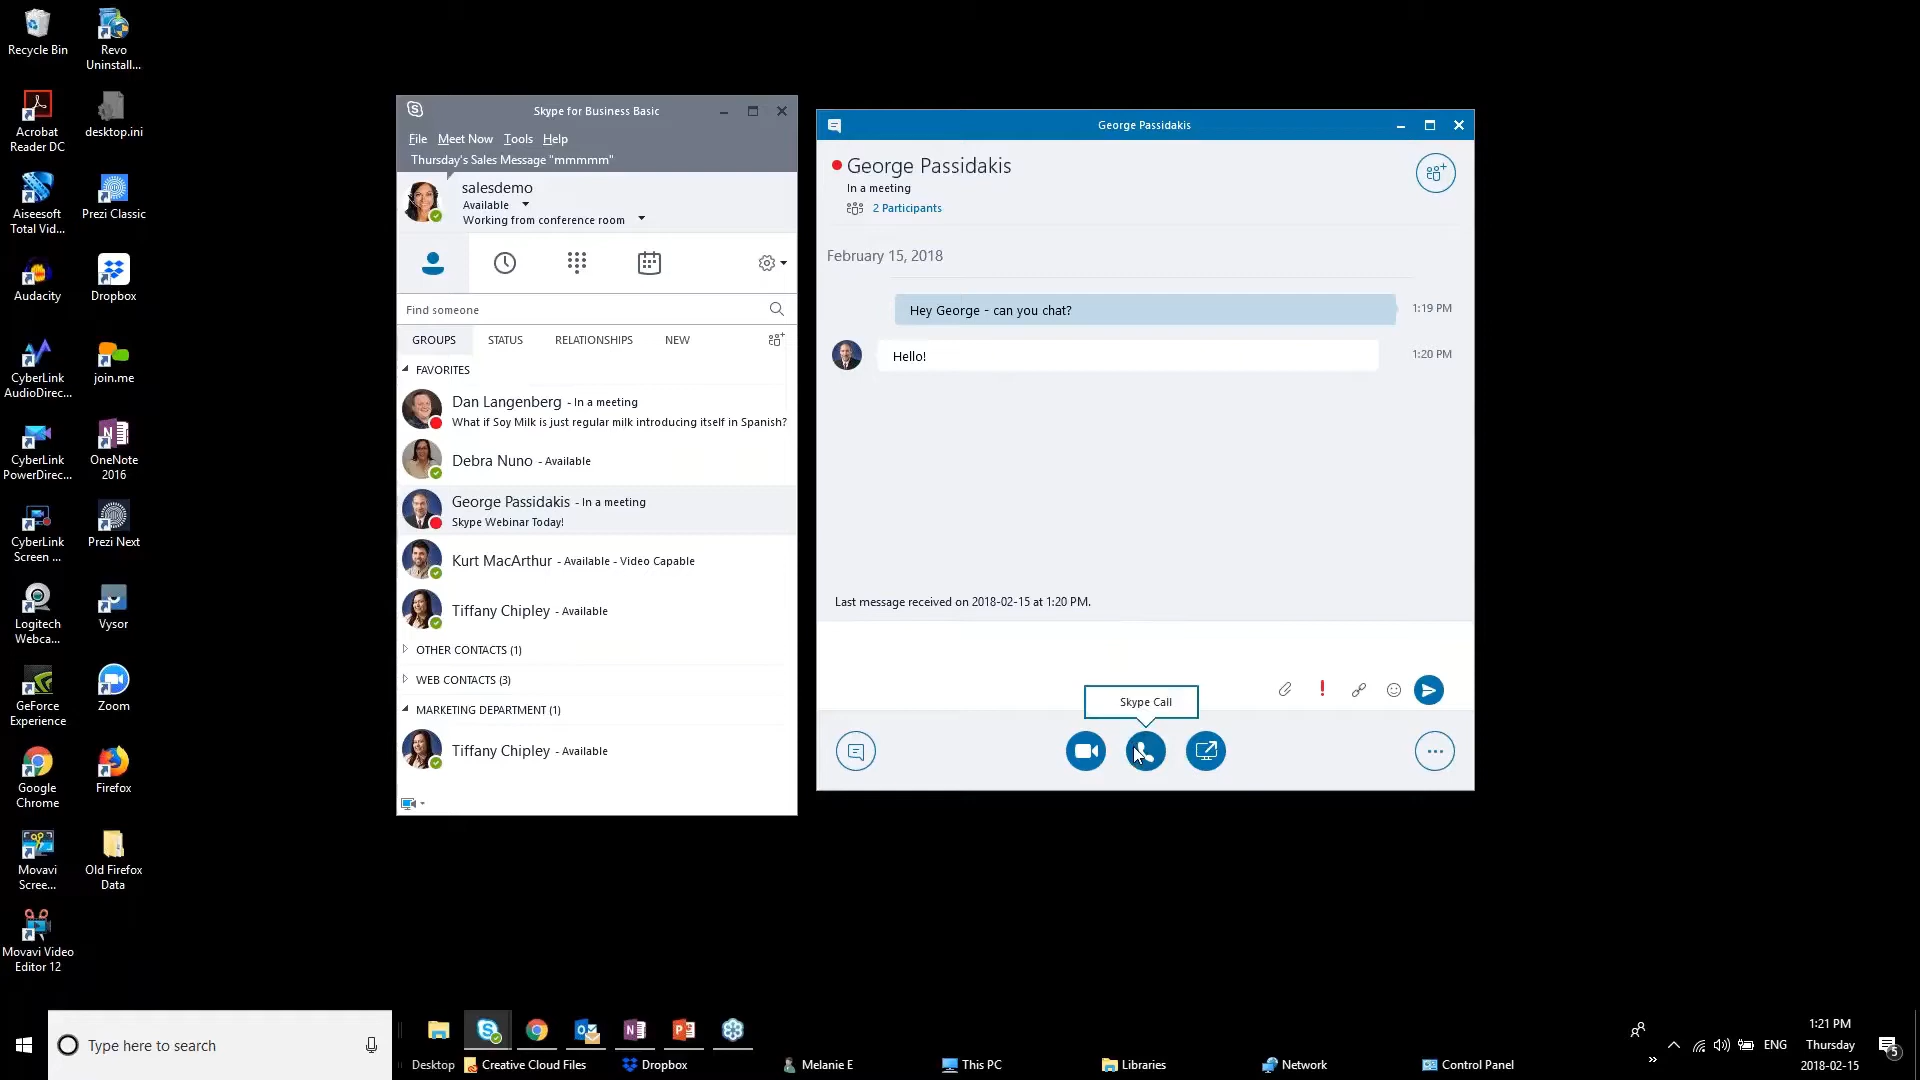 Recycle Bin
Revo
Uninstall...
Acrobat
Reader DC
desktop.ini
Aiseesoft
Total Vid...
Prezi Classic
Audacity
Dropbox
CyberLink
AudioDirec...
join.me
CyberLink
PowerDirec...
OneNote
2016
CyberLink
Screen ...
Prezi Next
Logitech
Webca...
Vysor
GeForce
Experience
Zoom
Google
Chrome
Firefox
Movavi
Scree...
Old Firefox
Data
Movavi Video
Editor 12
Skype for Business Basic
File Meet Now Tools Help
Thursday's Sales Message "mmmmm"
salesdemo
Available
Working from conference room
Find someone
GROUPS STATUS RELATIONSHIPS NEW
FAVORITES
Dan Langenberg - In a meeting
What if Soy Milk is just regular milk introducing itself in Spanish?
Debra Nuno - Available
George Passidakis - In a meeting
Skype Webinar Today!
Kurt MacArthur - Available - Video Capable
Tiffany Chipley - Available
OTHER CONTACTS (1)
WEB CONTACTS (3)
MARKETING DEPARTMENT (1)
Tiffany Chipley - Available
George Passidakis
George Passidakis
In a meeting
2 Participants
February 15, 2018
Hey George - can you chat? 1:19 PM
Hello! 1:20 PM
Last message received on 2018-02-15 at 1:20 PM.
Skype Call
Type here to search
Desktop Creative Cloud Files Dropbox Melanie E This PC Libraries Network Control Panel
ENG
1:21 PM
Thursday
2018-02-15
5